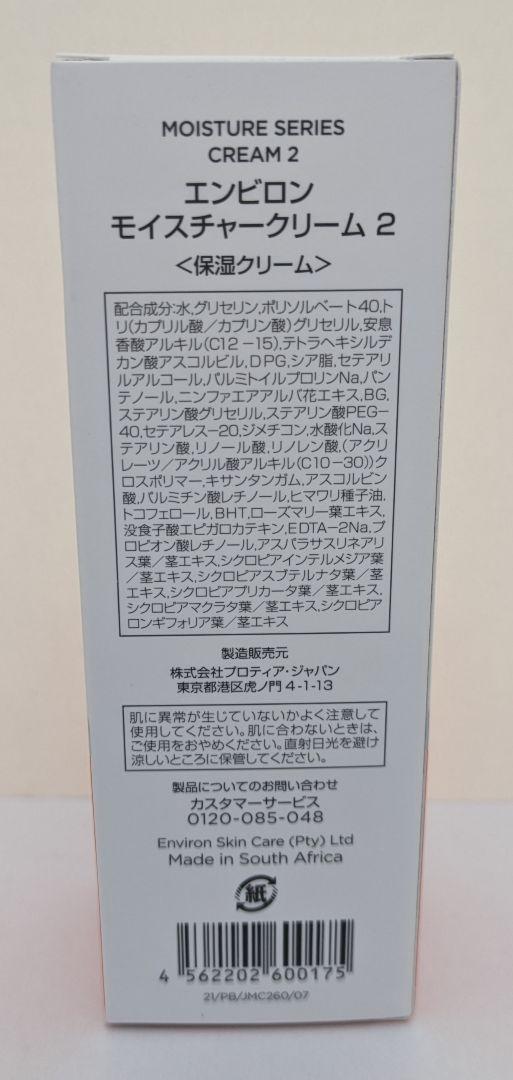 MOISTURE SERIES
CREAM 2
エンビロン
モイスチャークリーム 2
<保湿クリーム>
配合成分:水,グリセリン,ポリソルベート40,ト
リ(カプリル酸/カプリン酸)グリセリル,安息
香酸アルキル(C12-15),テトラヘキシルデ
カン酸アスコルビル,DPG,シア脂,セテアリ
ルアルコール,パルミトイルプロリンNa,パン
テノール,ニンファエアアルバ花エキス,BG,
ステアリン酸グリセリル,ステアリン酸PEG-
40,セテアレス-20,ジメチコン,水酸化Na,ス
テアリン酸,リノール酸,リノレン酸,(アクリ
レーツ/アクリル酸アルキル(C10-30))ク
ロスポリマー,キサンタンガム,アスコルビン
酸,パルミチン酸レチノール,ヒマワリ種子油,
トコフェロール,BHT,ローズマリー葉エキス,
没食子酸エピガロカテキン,EDTA-2Na,プ
ロピオン酸レチノール,アスパラサスリネアリ
ス葉/茎エキス,シクロピアインテルメジア葉
/茎エキス,シクロピアスブテルナタ葉/茎
エキス,シクロピアプリカータ葉/茎エキス,
シクロピアマクラタ葉/茎エキス,シクロピア
ロンギフォリア葉/茎エキス
製造販売元
株式会社プロティア・ジャパン
東京都港区虎ノ門 4-1-13
肌に異常が生じていないかよく注意して
使用してください。肌に合わないときは、
ご使用をおやめください。直射日光を避け
涼しいところに保管してください。
製品についてのお問い合わせ
カスタマーサービス
0120-085-048
Environ Skin Care (Pty) Ltd
Made in South Africa
紙
4 562202 600175
21/PB/JMC260/07